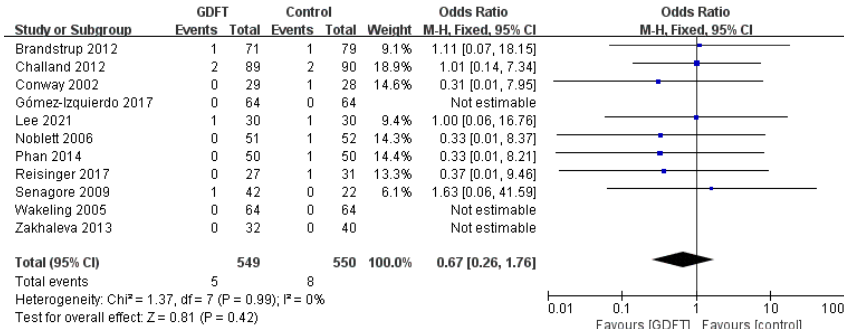 GDFT Control Odds Ratio Odds Ratio
Study or Subgroup Events Total Events Total Weight M-H, Fixed, 95% CI M-H, Fixed, 95% CI
Brandstrup 2012 1 71 1 79 9.1% 1.11 [0.07, 18.15]
Challand 2012 2 89 2 90 18.9% 1.01 [0.14, 7.34]
Conway 2002 0 29 1 28 14.6% 0.31 [0.01, 7.95]
Gómez-Izquierdo 2017 0 64 0 64 Not estimable
Lee 2021 1 30 1 30 9.4% 1.00 [0.06, 16.76]
Noblett 2006 0 51 1 52 14.3% 0.33 [0.01, 8.37]
Phan 2014 0 50 1 50 14.4% 0.33 [0.01, 8.21]
Reisinger 2017 0 27 1 31 13.3% 0.37 [0.01, 9.46]
Senagore 2009 1 42 0 22 6.1% 1.63 [0.06, 41.59]
Wakeling 2005 0 64 0 64 Not estimable
Zakhaleva 2013 0 32 0 40 Not estimable
Total (95% CI) 549 550 100.0% 0.67 [0.26, 1.76]
Total events 5 8
Heterogeneity: Chi² = 1.37, df = 7 (P = 0.99); I² = 0%
Test for overall effect: Z = 0.81 (P = 0.42)
0.01 0.1 1 10 100
Favours [GDFT] Favours [control]